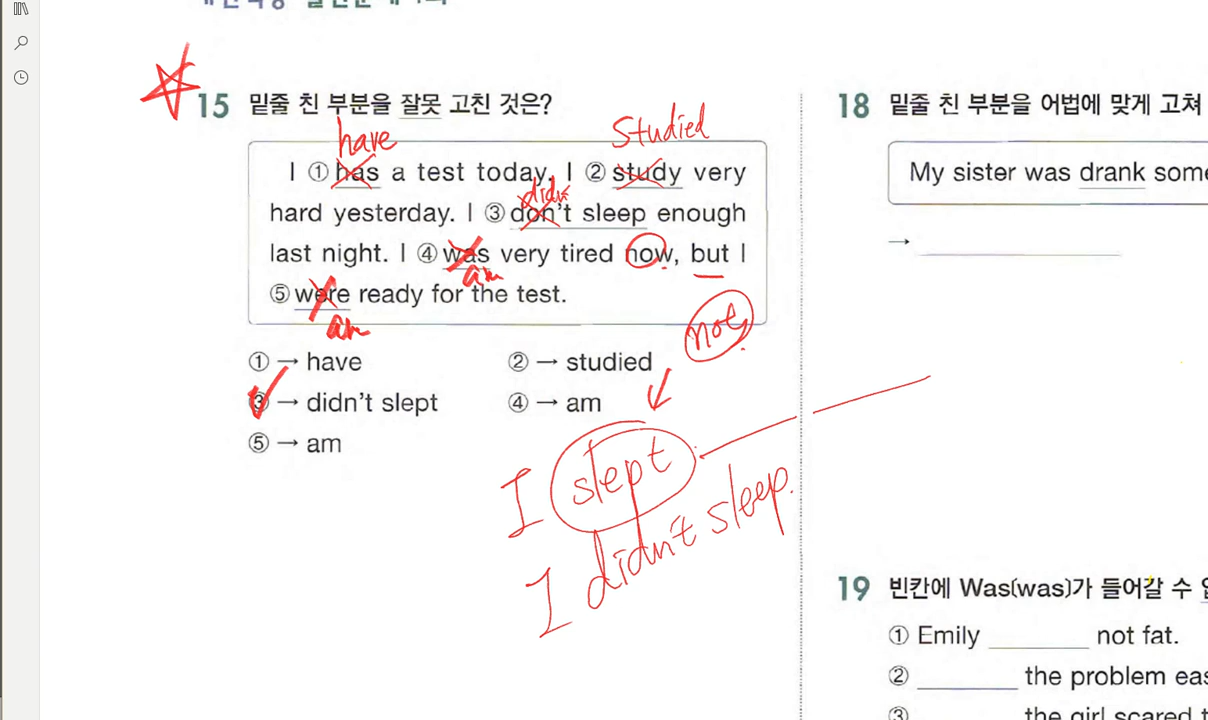 15 밑줄 친 부분을 잘못 고친 것은?
have
studied
I ① has a test today. I ② study very
didn
hard yesterday. I ③ don't sleep enough
last night. I ④ was very tired now, but I
am
⑤ were ready for the test.
am
not
① → have ② → studied
③ → didn't slept ④ → am
⑤ → am
I slept
I didn't sleep.
18 밑줄 친 부분을 어법에 맞게 고쳐
My sister was drank some
→
19 빈칸에 Was(was)가 들어갈 수
① Emily ________ not fat.
② ________ the problem eas
③ the girl scared t